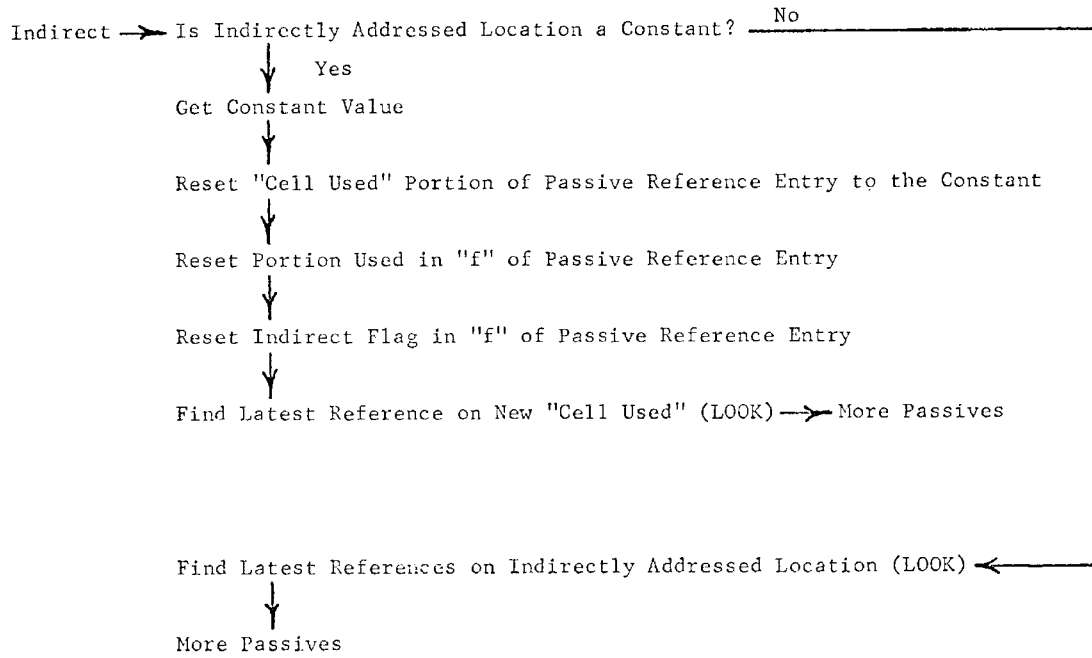 No
Indirect Is Indirectly Addressed Location a Constant?
Yes
Get Constant Value
Reset "Cell Used" Portion of Passive Reference Entry to the Constant
Reset Portion Used in "f" of Passive Reference Entry
Reset Indirect Flag in "f" of Passive Reference Entry
Find Latest Reference on New "Cell Used" (LOOK) More Passives
Find Latest References on Indirectly Addressed Location (LOOK)
More Passives